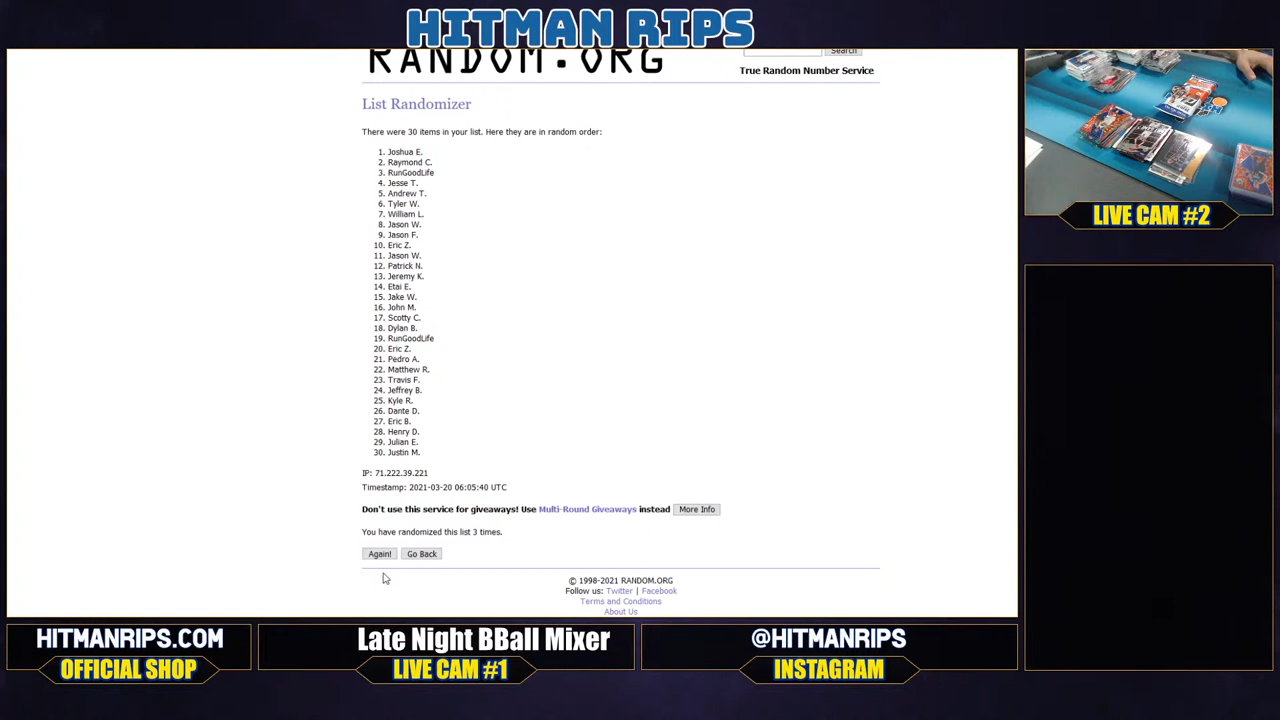 HITMAN RIPS
RANDOM.ORG
Search
True Random Number Service
List Randomizer
There were 30 items in your list. Here they are in random order:
1. Joshua E.
2. Raymond C.
3. RunGoodLife
4. Jesse T.
5. Andrew T.
6. Tyler W.
7. William L.
8. Jason W.
9. Jason F.
10. Eric Z.
11. Jason W.
12. Patrick N.
13. Jeremy K.
14. Etai E.
15. Jake W.
16. John M.
17. Scotty C.
18. Dylan B.
19. RunGoodLife
20. Eric Z.
21. Pedro A.
22. Matthew R.
23. Travis F.
24. Jeffrey B.
25. Kyle R.
26. Dante D.
27. Eric B.
28. Henry D.
29. Julian E.
30. Justin M.
IP: 71.222.39.221
Timestamp: 2021-03-20 06:05:40 UTC
Don't use this service for giveaways! Use Multi-Round Giveaways instead More Info
You have randomized this list 3 times.
Again! Go Back
© 1998-2021 RANDOM.ORG
Follow us: Twitter | Facebook
Terms and Conditions
About Us
LIVE CAM #2
HITMANRIPS.COM
OFFICIAL SHOP
Late Night BBall Mixer
LIVE CAM #1
@HITMANRIPS
INSTAGRAM